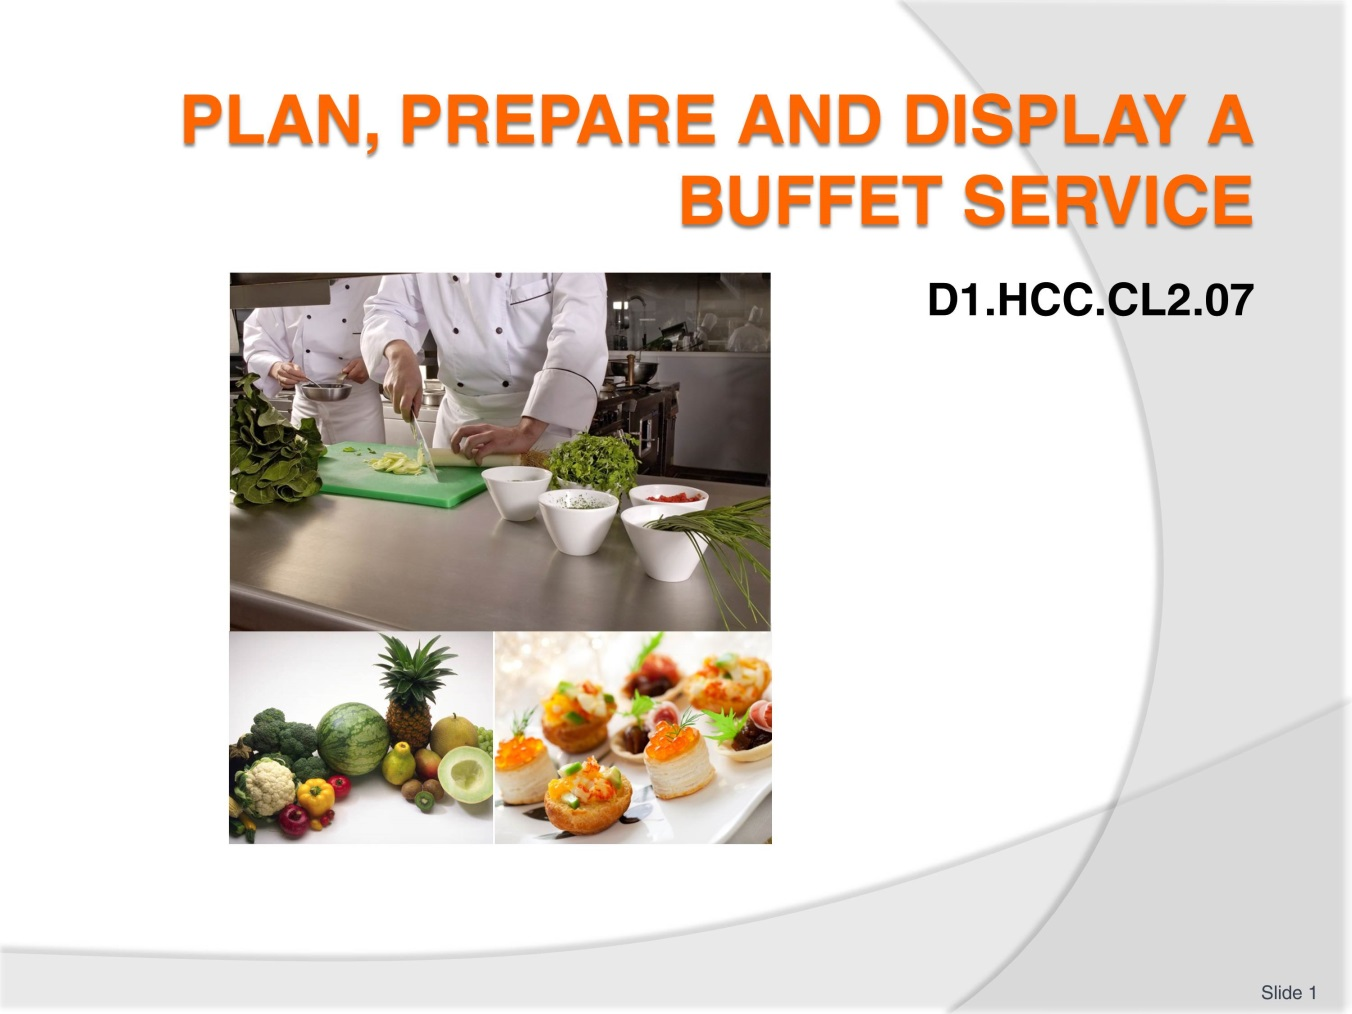 PLAN, PREPARE AND DISPLAY A
BUFFET SERVICE
D1.HCC.CL2.07
Slide 1